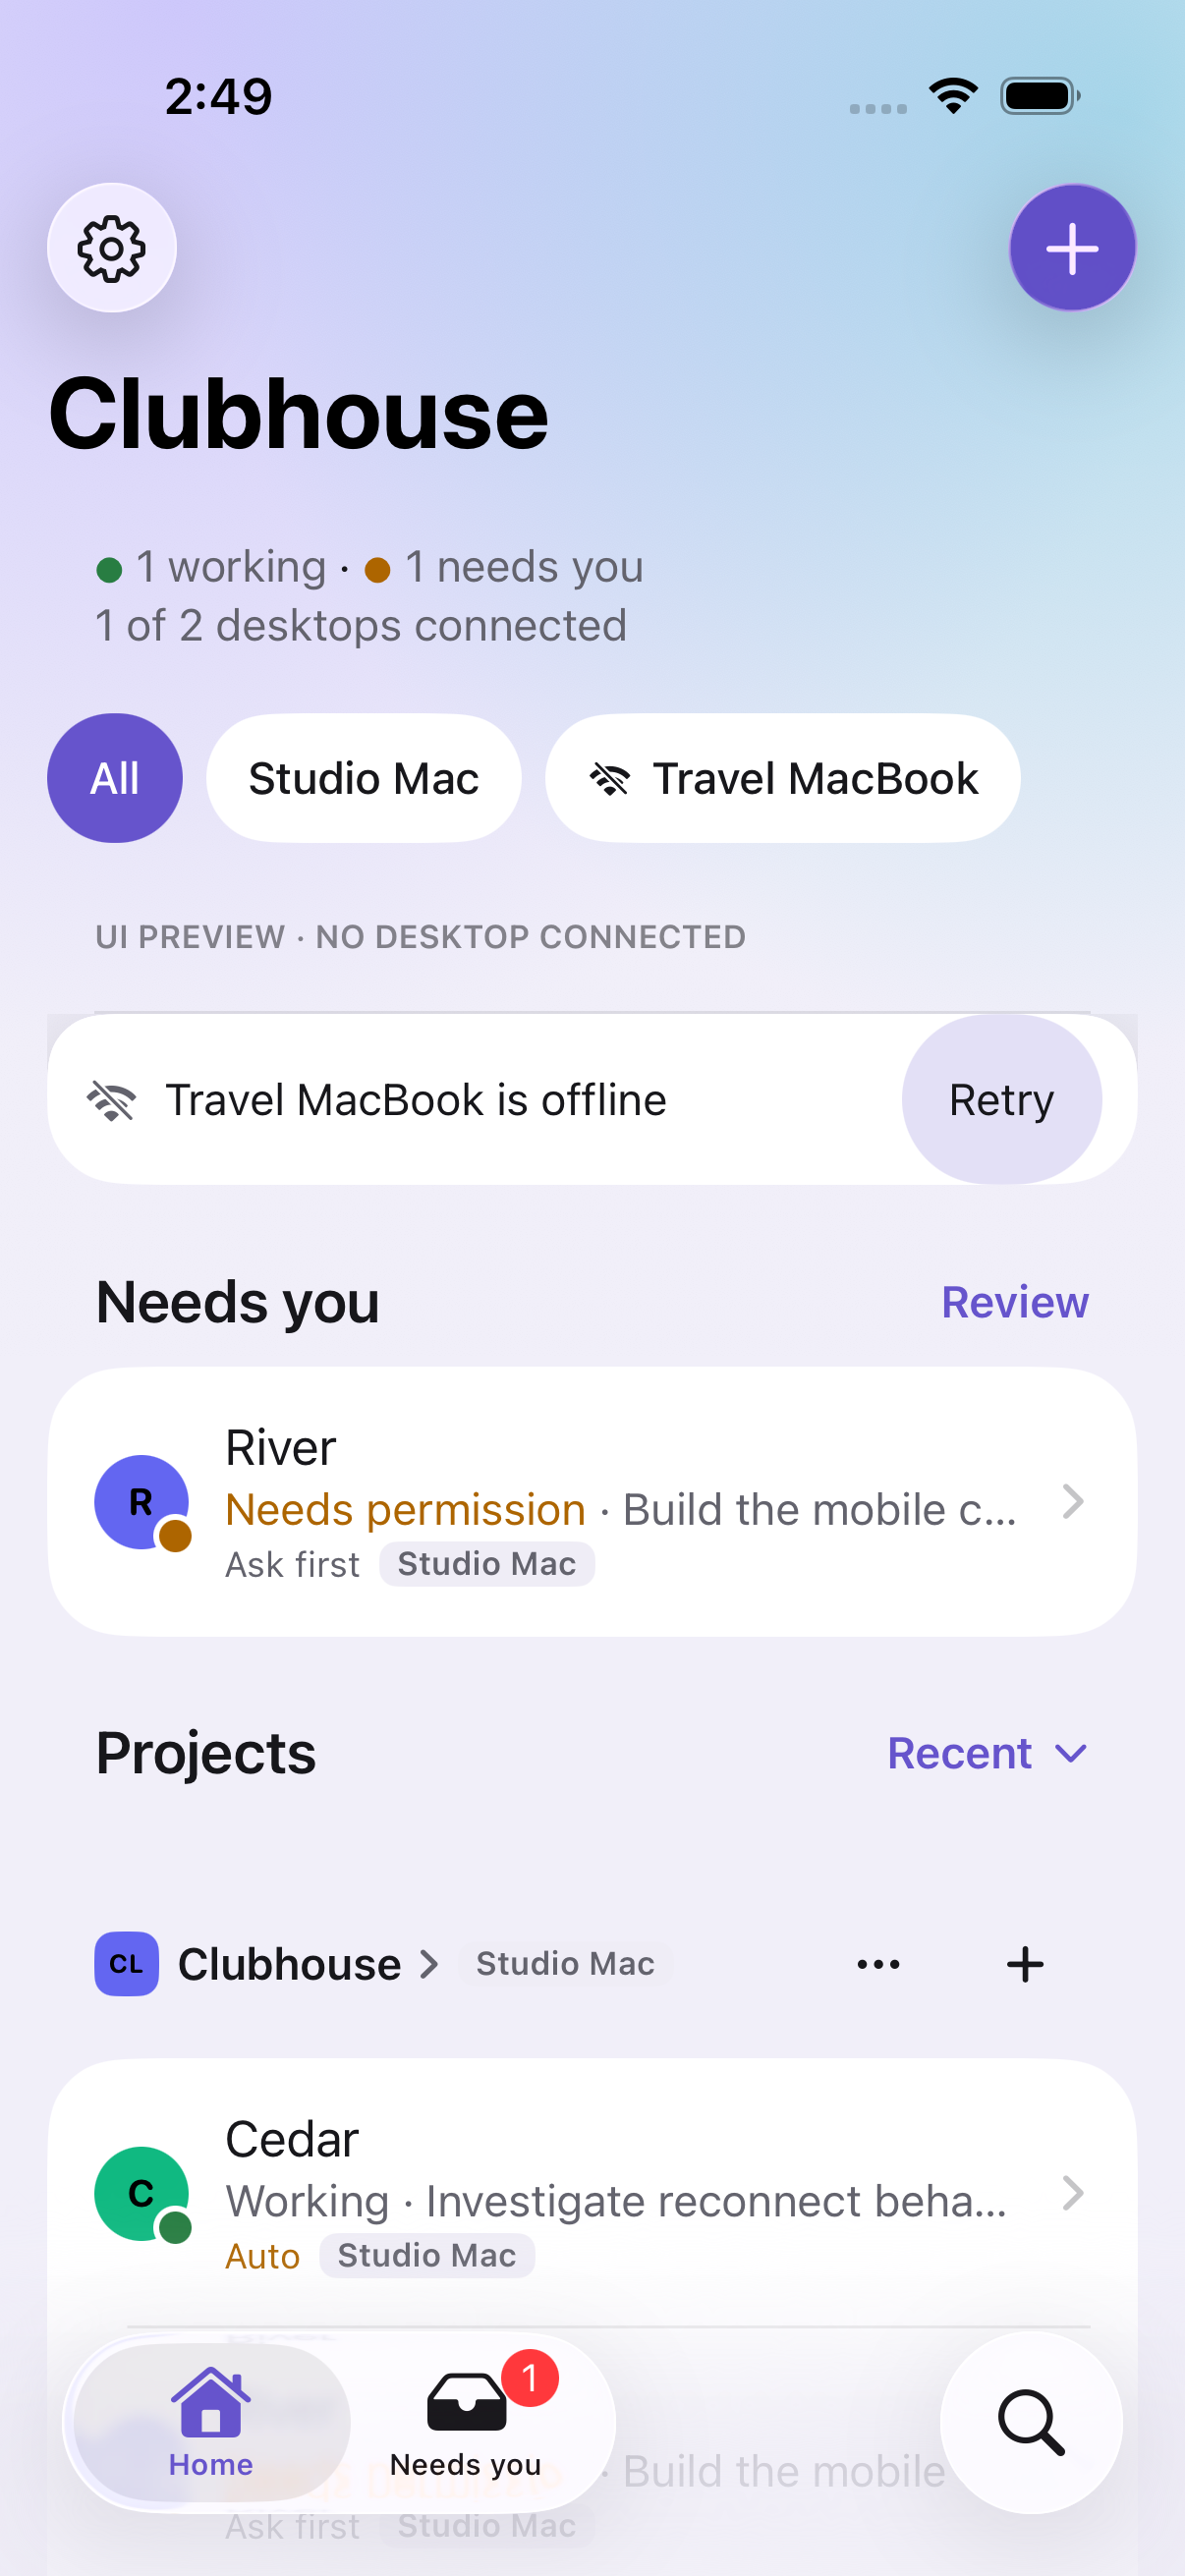 2:49
Clubhouse
1 working · 1 needs you
1 of 2 desktops connected
All
Studio Mac
Travel MacBook
UI PREVIEW · NO DESKTOP CONNECTED
Travel MacBook is offline
Retry
Needs you
Review
R
River
Needs permission · Build the mobile c...
Ask first Studio Mac
Projects
Recent
CL Clubhouse Studio Mac
C
Cedar
Working · Investigate reconnect beha...
Auto Studio Mac
1
Home
Needs you
· Build the mobile
Ask first Studio Mac